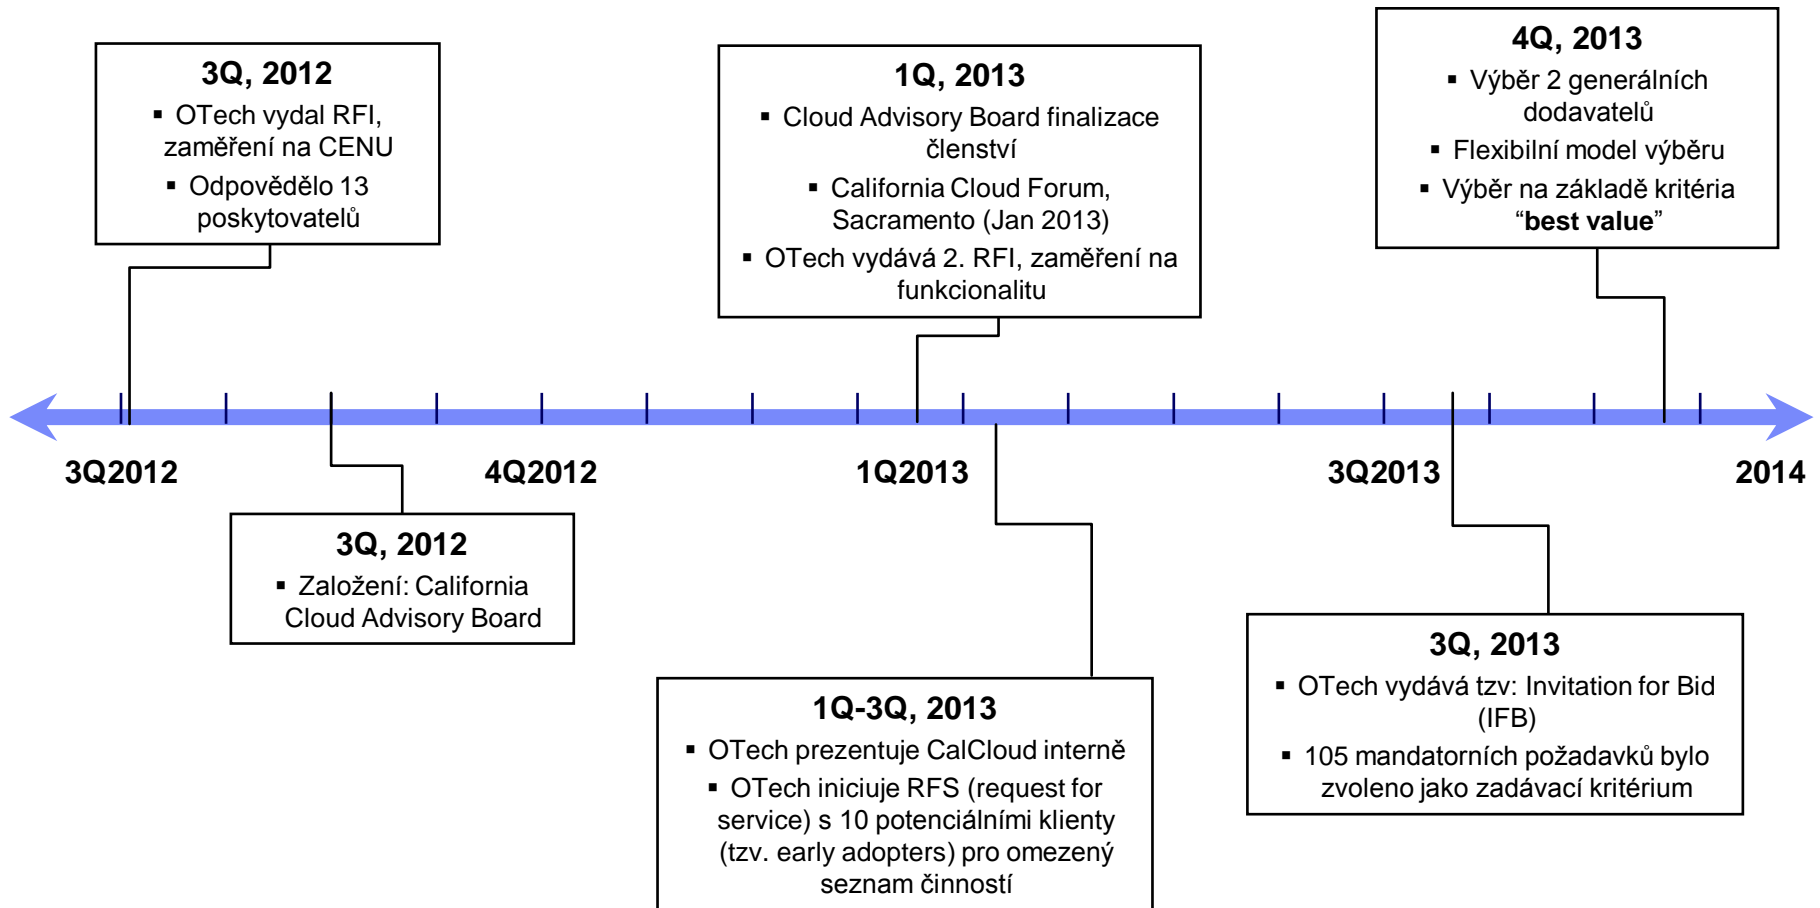 3Q, 2012
▪ OTech vydal RFI,
zaměření na CENU
▪ Odpovědělo 13
poskytovatelů
1Q, 2013
▪ Cloud Advisory Board finalizace
členství
▪ California Cloud Forum,
Sacramento (Jan 2013)
▪ OTech vydává 2. RFI, zaměření na
funkcionalitu
4Q, 2013
▪ Výběr 2 generálních
dodavatelů
▪ Flexibilní model výběru
▪ Výběr na základě kritéria
“best value”
3Q2012
4Q2012
1Q2013
3Q2013
2014
3Q, 2012
▪ Založení: California
Cloud Advisory Board
1Q-3Q, 2013
▪ OTech prezentuje CalCloud interně
▪ OTech iniciuje RFS (request for
service) s 10 potenciálními klienty
(tzv. early adopters) pro omezený
seznam činností
3Q, 2013
▪ OTech vydává tzv: Invitation for Bid
(IFB)
▪ 105 mandatorních požadavků bylo
zvoleno jako zadávací kritérium